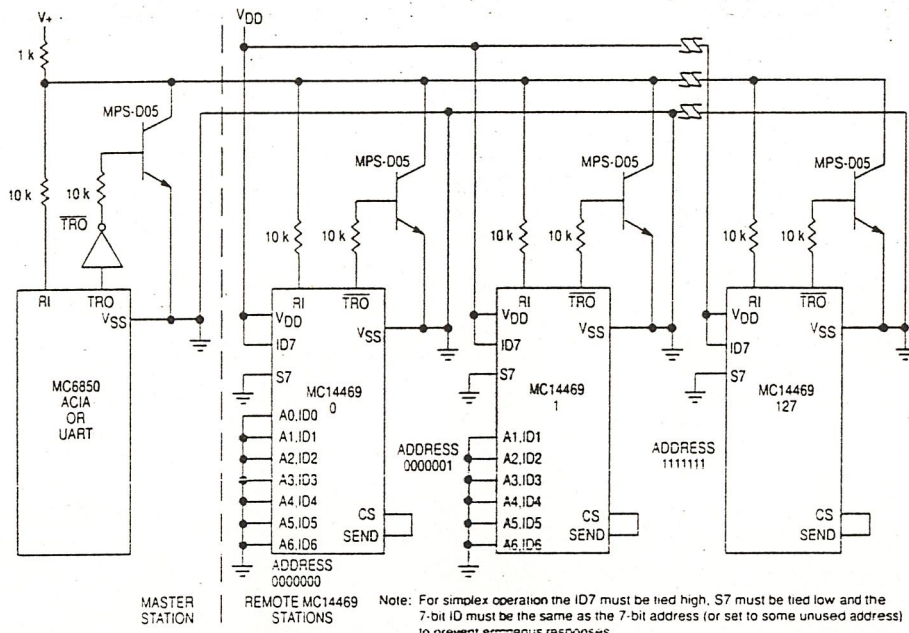 V+
VDD
1 k
MPS-D05
10 k
10 k
TRO
RI
TRO
VSS
MC6850
ACIA
OR
UART
MASTER
STATION
MPS-D05
10 k
10 k
RI
TRO
VDD
ID7
VSS
S7
MC14469
0
A0,ID0
A1,ID1
A2,ID2
A3,ID3
A4,ID4
A5,ID5
A6,ID6
CS
SEND
ADDRESS
0000000
REMOTE MC14469
STATIONS
MPS-D05
10 k
10 k
RI
TRO
VDD
ID7
VSS
S7
MC14469
1
ADDRESS
0000001
A1,ID1
A2,ID2
A3,ID3
A4,ID4
A5,ID5
A6,ID6
CS
SEND
MPS-D05
10 k
10 k
RI
TRO
VDD
ID7
VSS
S7
MC14469
127
ADDRESS
1111111
CS
SEND
Note: For simplex operation the ID7 must be tied high, S7 must be tied low and the
7-bit ID must be the same as the 7-bit address (or set to some unused address)
to prevent erroneous responses